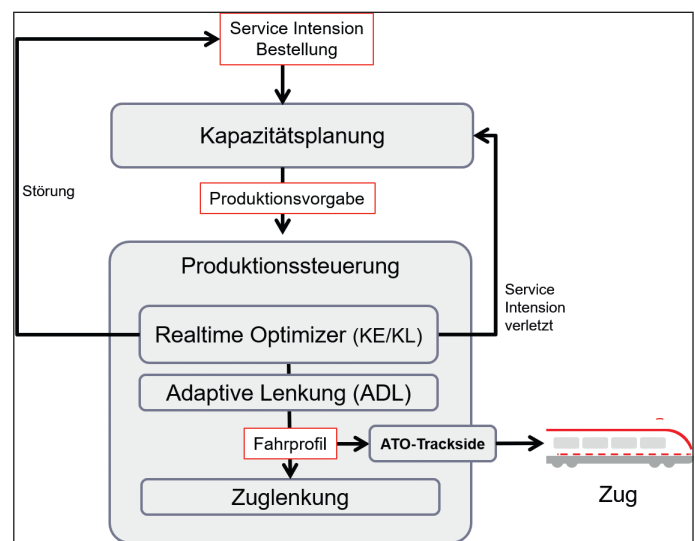 Service Intension
Bestellung
Kapazitätsplanung
Störung
Produktionsvorgabe
Produktionssteuerung
Service
Intension
verletzt
Realtime Optimizer (KE/KL)
Adaptive Lenkung (ADL)
Fahrprofil
ATO-Trackside
Zuglenkung
Zug